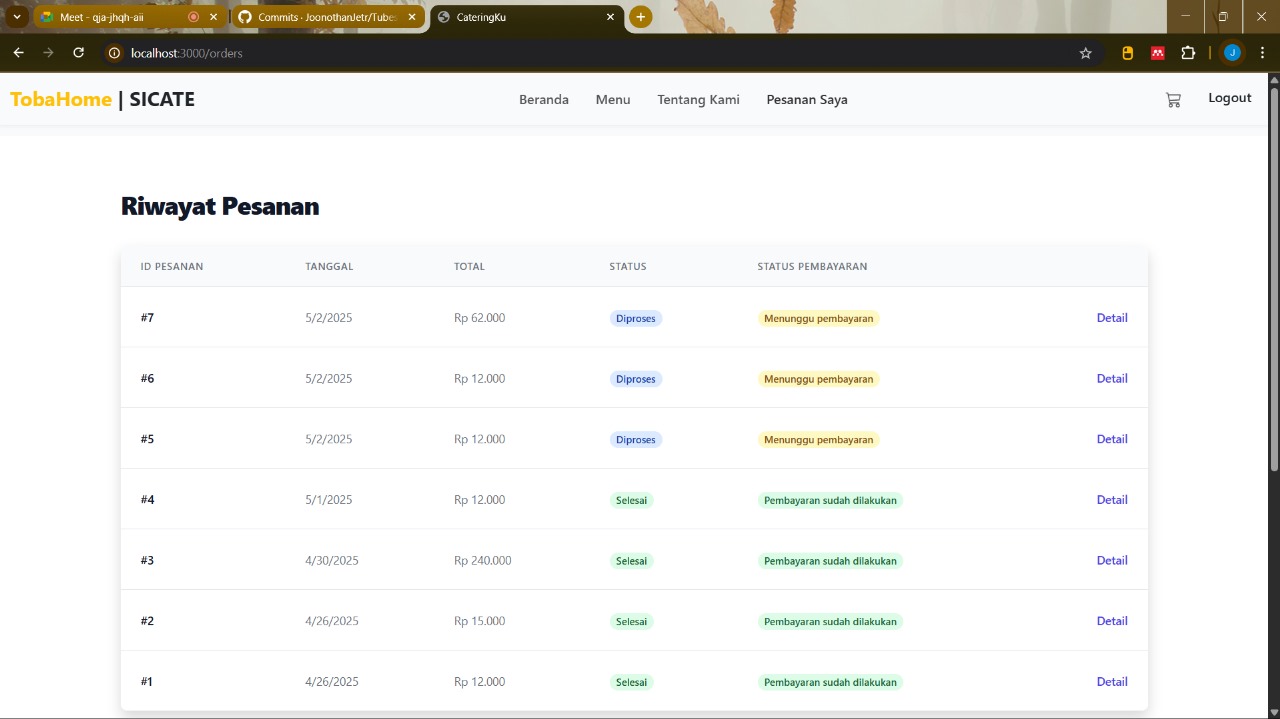 Meet - qja-jhqh-aii
Commits · JoonothanJetr/Tubes
CateringKu
localhost:3000/orders
J
TobaHome | SICATE
Beranda
Menu
Tentang Kami
Pesanan Saya
Logout
Riwayat Pesanan
ID PESANAN TANGGAL TOTAL STATUS STATUS PEMBAYARAN
#7 5/2/2025 Rp 62.000 Diproses Menunggu pembayaran Detail
#6 5/2/2025 Rp 12.000 Diproses Menunggu pembayaran Detail
#5 5/2/2025 Rp 12.000 Diproses Menunggu pembayaran Detail
#4 5/1/2025 Rp 12.000 Selesai Pembayaran sudah dilakukan Detail
#3 4/30/2025 Rp 240.000 Selesai Pembayaran sudah dilakukan Detail
#2 4/26/2025 Rp 15.000 Selesai Pembayaran sudah dilakukan Detail
#1 4/26/2025 Rp 12.000 Selesai Pembayaran sudah dilakukan Detail